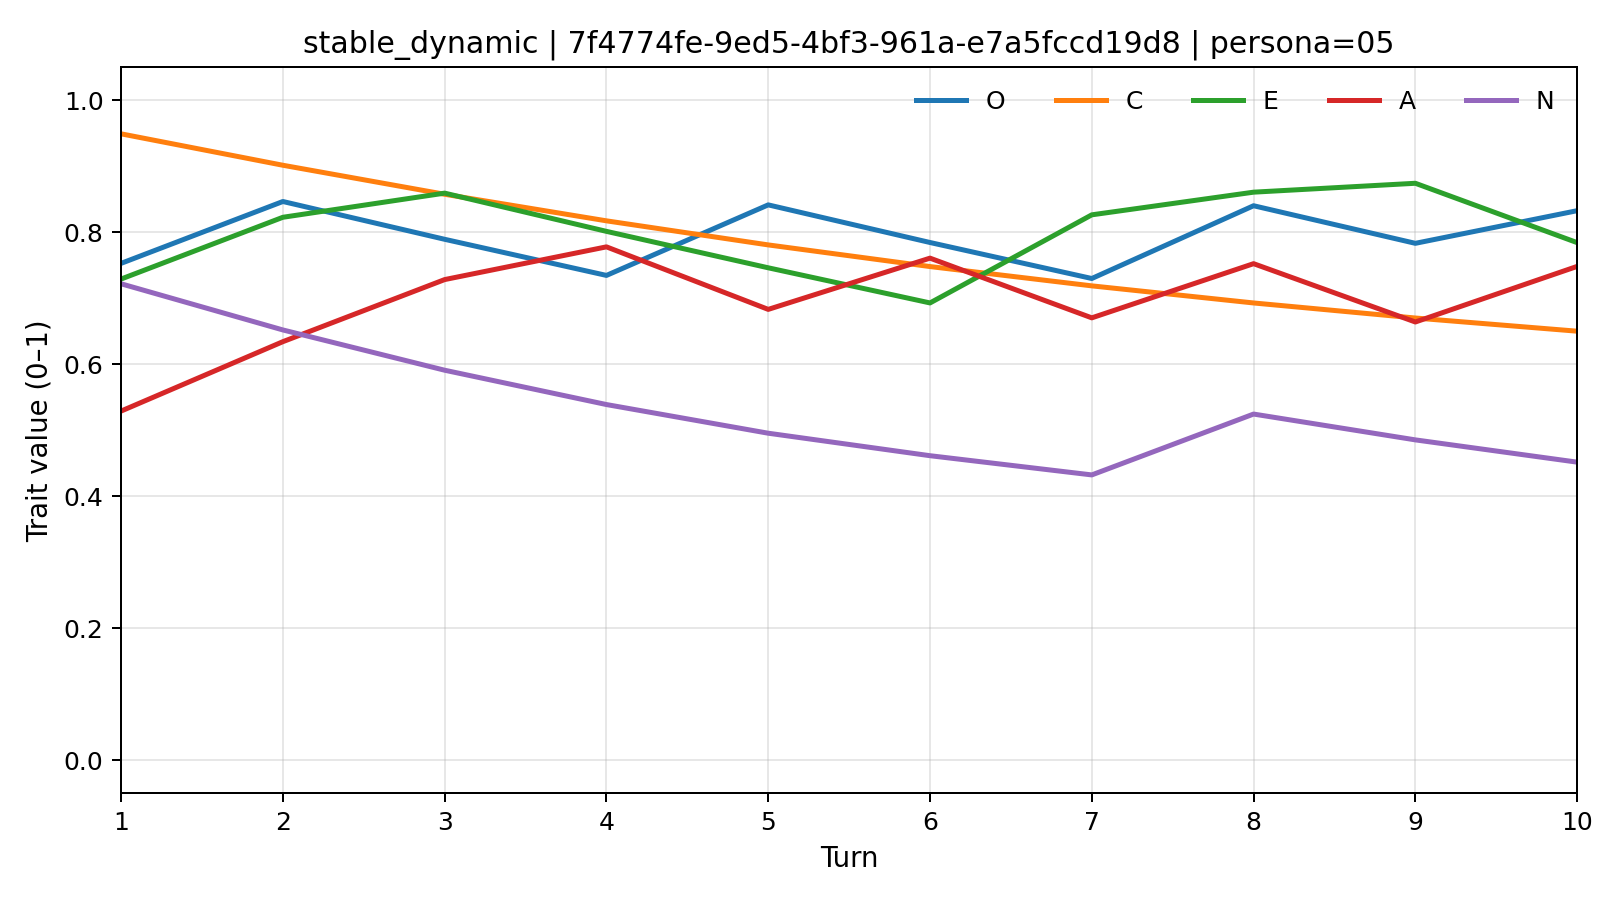 stable_dynamic | 7f4774fe-9ed5-4bf3-961a-e7a5fccd19d8 | persona=05
O C E A N
Trait value (0–1)
1.0
0.8
0.6
0.4
0.2
0.0
1 2 3 4 5 6 7 8 9 10
Turn